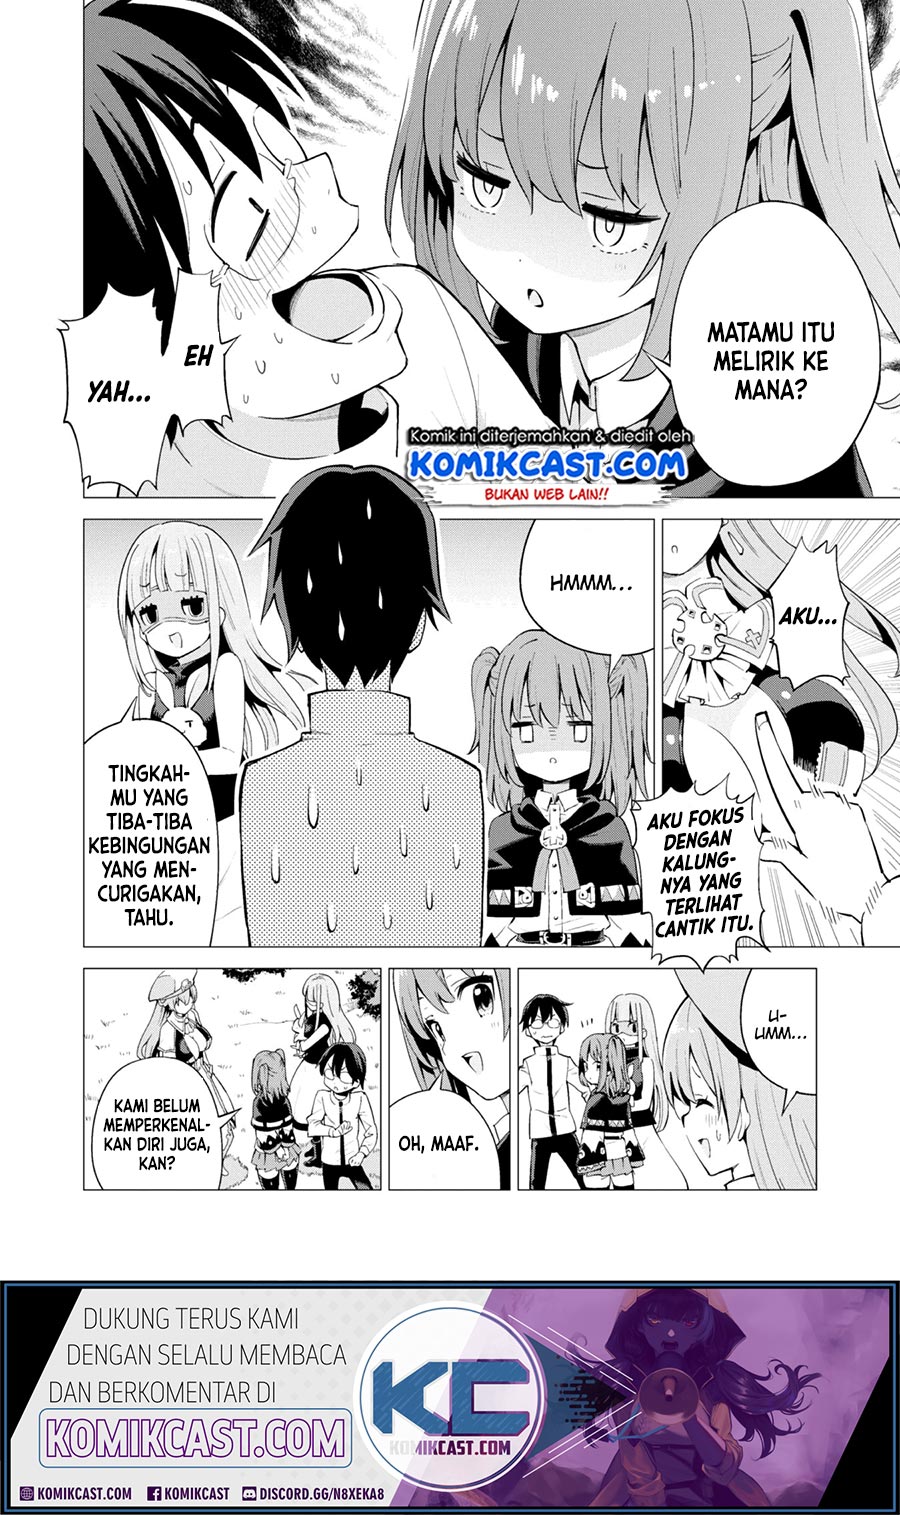 MATAMU ITU
MELIRIK KE
MANA?
EH
YAH...
Komik ini diterjemahkan & diedit oleh
KOMIKCAST.COM
BUKAN WEB LAIN!!
AKU...
AKU FOKUS
DENGAN
KALUNG-
NYA YANG
TERLIHAT
CANTIK ITU.
HMMM...
TINGKAH-
MU YANG
TIBA-TIBA
KEBINGUNGAN
YANG MEN-
CURIGAKAN,
TAHU.
U-
UMM...
OH, MAAF.
KAMI BELUM
MEMPERKENAL-
KAN DIRI JUGA,
KAN?
DUKUNG TERUS KAMI
DENGAN SELALU MEMBACA
DAN BERKOMENTAR DI
KOMIKCAST.COM
KOMIKCAST.COM
KOMIKCAST
DISCORD.GG/N8XEKA8
KC
KOMIKCAST.COM